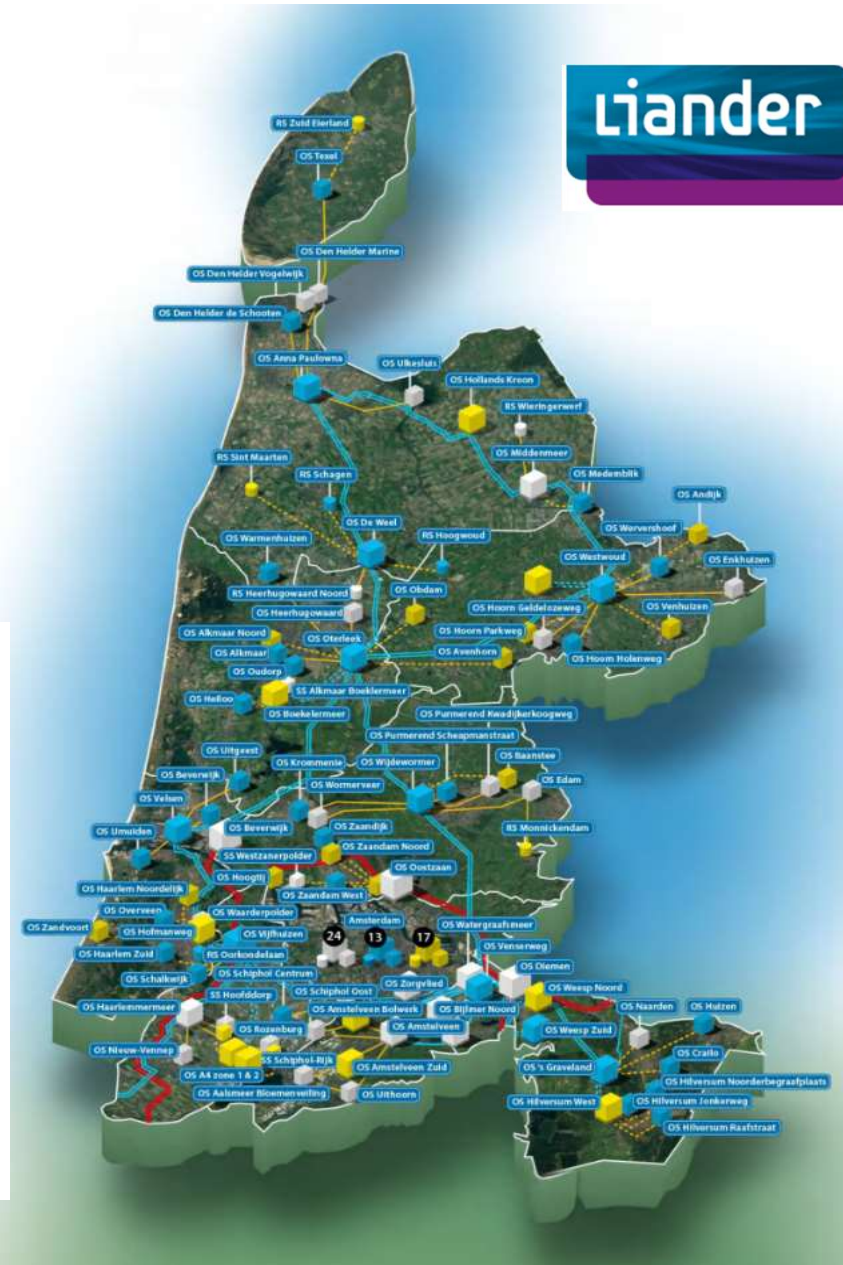 Liander
RS Zuid Eierland
OS Texel
OS Den Helder Marine
OS Den Helder Vogelwijk
OS Den Helder de Schooten
OS Anna Paulowna
OS Ulkesluis
OS Hollands Kroon
RS Wieringerwerf
OS Middenmeer
RS Sint Maarten
RS Schagen
OS Medemblik
OS Andijk
OS De Weel
OS Warmenhuizen
RS Hoogwoud
OS Wervershoof
OS Westwoud
OS Enkhuizen
RS Heerhugowaard Noord
OS Obdam
OS Heerhugowaard
OS Hoorn Geldelozeweg
OS Venhuizen
OS Alkmaar Noord
OS Oterleek
OS Hoorn Parkweg
OS Alkmaar
OS Avenhorn
OS Hoorn Holenweg
OS Oudorp
SS Alkmaar Boeklermeer
OS Heiloo
OS Boekelermeer
OS Purmerend Kwadijkerkoogweg
OS Purmerend Schapmanstraat
OS Uitgeest
OS Krommenie
OS Wijdewormer
OS Baanstee
OS Beverwijk
OS Wormerveer
OS Edam
OS Velsen
OS Beverwijk
OS Zaandijk
OS IJmuiden
RS Monnickendam
SS Westzanerpolder
OS Zaandam Noord
OS Oostzaan
OS Hoogtij
OS Haarlem Noordelijk
OS Zaandam West
OS Overveen
OS Waarderpolder
Amsterdam
OS Watergraafsmeer
OS Zandvoort
OS Hofmanweg
OS Vijfhuizen
24
13
17
OS Venserweg
OS Haarlem Zuid
RS Oorkondelaan
OS Diemen
OS Schalkwijk
OS Schiphol Centrum
OS Zorgvlied
OS Weesp Noord
OS Schiphol Oost
OS Haarlemmermeer
SS Hoofddorp
OS Amstelveen Bolwerk
OS Bijlmer Noord
OS Naarden
OS Huizen
OS Rozenburg
OS Amstelveen
OS Weesp Zuid
OS Nieuw-Vennep
SS Schiphol-Rijk
OS Crailo
OS A4 zone 1 & 2
OS Amstelveen Zuid
OS 's Graveland
OS Hilversum Noorderbegraafplaats
OS Aalsmeer Bloemenveiling
OS Uithoorn
OS Hilversum West
OS Hilversum Jonkerweg
OS Hilversum Raafstraat